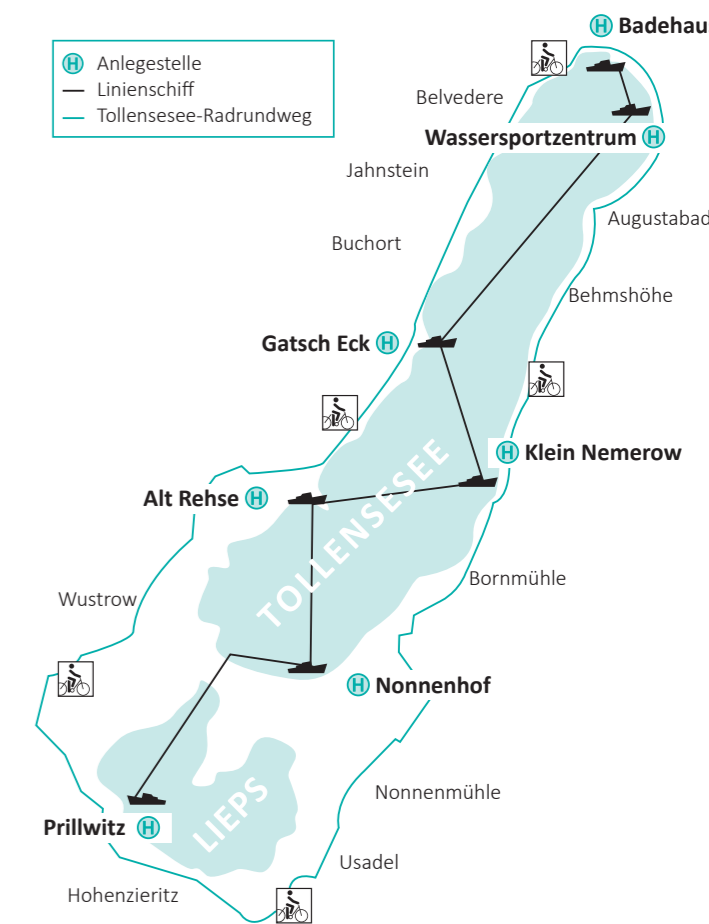 H Badehau
H Anlegestelle
Linienschiff
Tollensesee-Radrundweg
Belvedere
Wassersportzentrum H
Jahnstein
Augustabad
Buchort
Behmshöhe
Gatsch Eck H
H Klein Nemerow
TOLLENSESEE
Alt Rehse H
Bornmühle
Wustrow
H Nonnenhof
Nonnenmühle
LIEPS
Prillwitz H
Usadel
Hohenzieritz